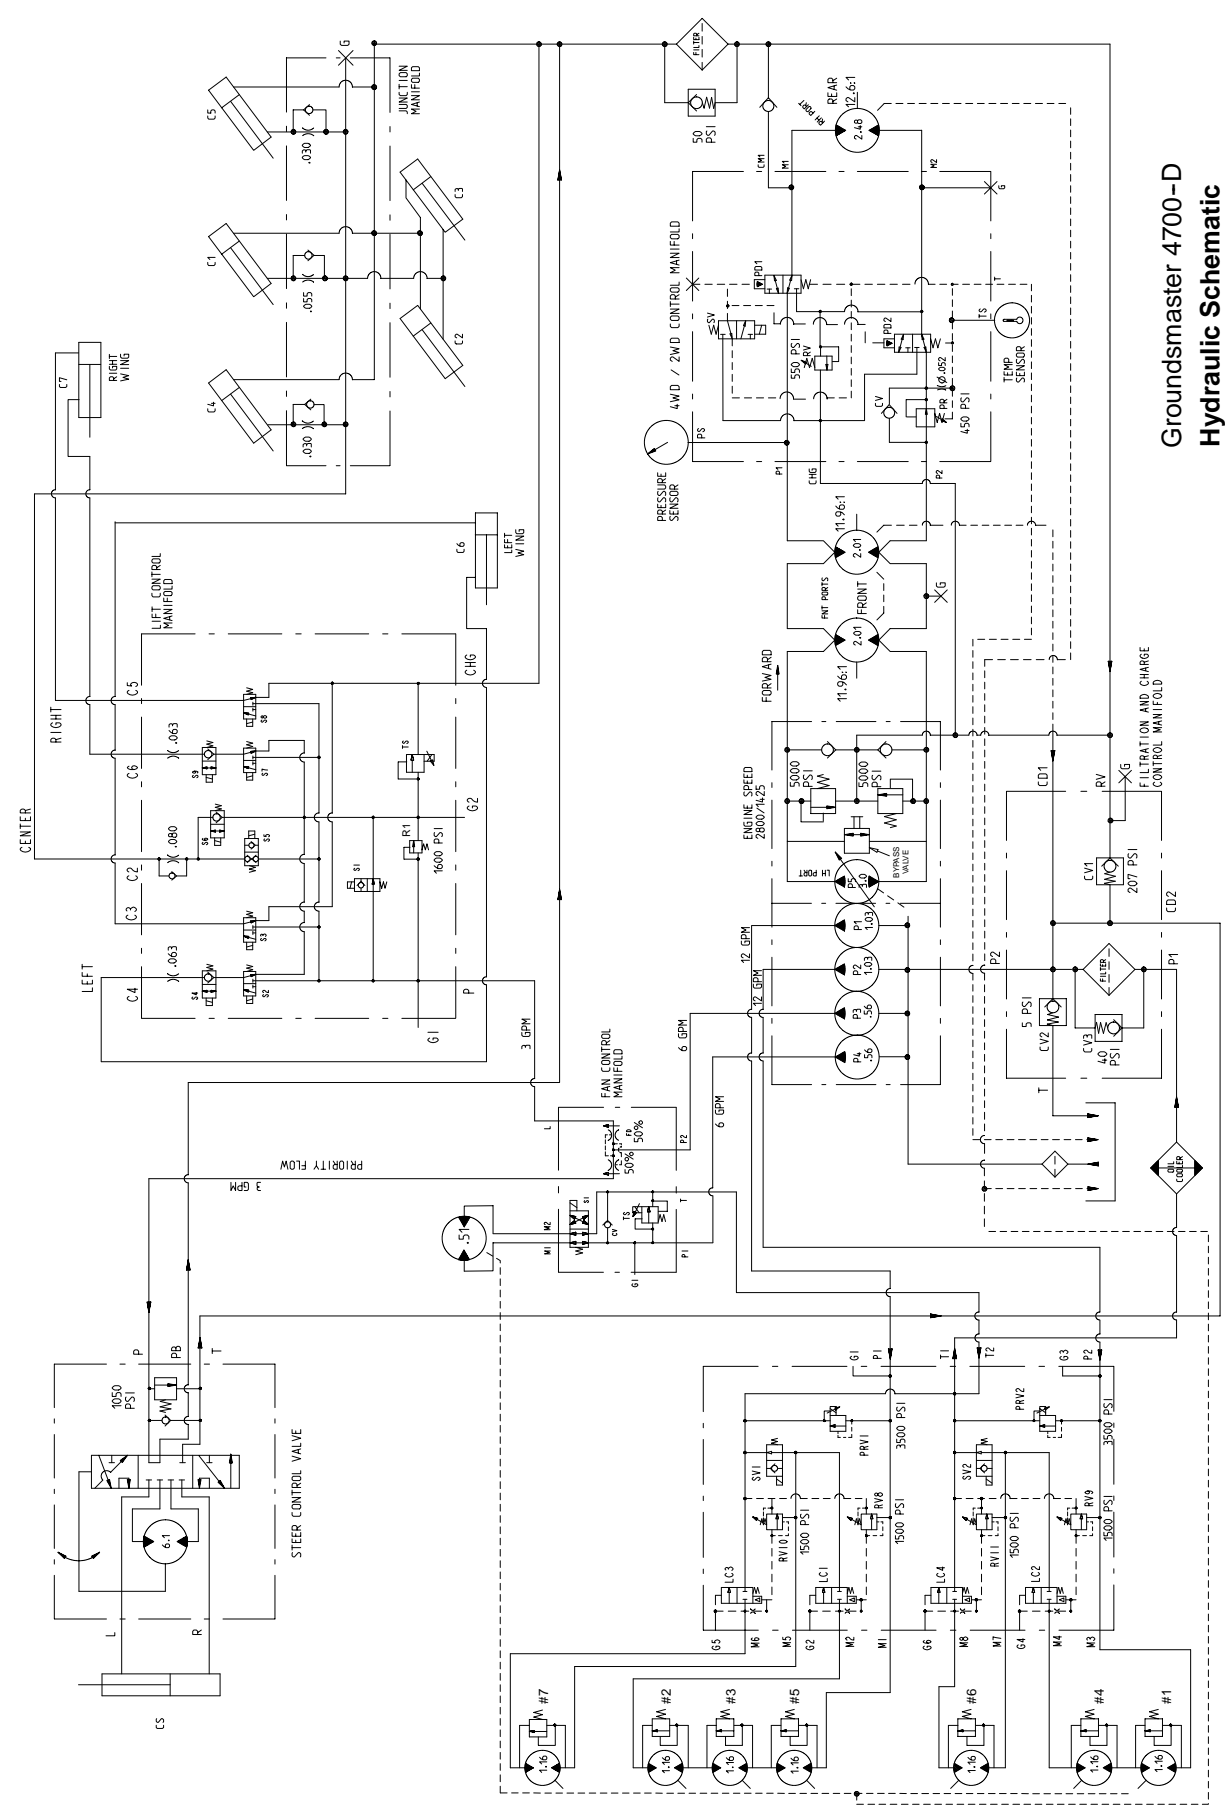 Groundsmaster 4700-D
Hydraulic Schematic
G
JUNCTION
MANIFOLD
C5
.030
C1
.055
C4
.030
C3
C2
C7
RIGHT
WING
C6
LEFT
WING
LIFT CONTROL
MANIFOLD
RIGHT
CENTER
LEFT
C5
C6
C2
C3
C4
.063
.080
.063
S8
S9
S7
S6
S5
S1
S3
S4
S2
TS
R1
1600 PSI
CHG
G2
P
G1
3 GPM
FILTER
50
PSI
REAR
12.6:1
RH PORT
2.48
CM1
M1
M2
G
4WD / 2WD CONTROL MANIFOLD
PD1
SV
550 PSI
RV
PD2
CV
PR
Ø.052
450 PSI
T
TS
TEMP
SENSOR
PRESSURE
SENSOR
PS
P1
CHG
P2
11.96:1
2.01
FNT PORTS
FRONT
2.01
11.96:1
G
FORWARD
ENGINE SPEED
2800/1425
5000
PSI
5000
PSI
LH PORT
BYPASS
VALVE
P5
3.0
P1
1.03
P2
1.03
P3
.56
P4
.56
12 GPM
12 GPM
6 GPM
6 GPM
FILTRATION AND CHARGE
CONTROL MANIFOLD
CD1
RV
G
CV1
207 PSI
CD2
P2
P1
FILTER
5 PSI
CV2
CV3
40
PSI
T
OIL
COOLER
FAN CONTROL
MANIFOLD
L
FD
50%
50%
P2
T
S1
TS
CV
M2
M1
G1
P1
.51
PRIORITY FLOW
3 GPM
P
PB
T
1050
PSI
STEER CONTROL VALVE
6.1
L
R
CS
G1
P1
T1
T2
G3
P2
PRV1
3500 PSI
PRV2
3500 PSI
SV1
SV2
RV10
1500 PSI
RV8
1500 PSI
RV11
1500 PSI
RV9
1500 PSI
LC3
LC1
LC4
LC2
G5
M6
M5
G2
M2
M1
G6
M8
M7
G4
M4
M3
#7
#2
#3
#5
#6
#4
#1
1.16
1.16
1.16
1.16
1.16
1.16
1.16